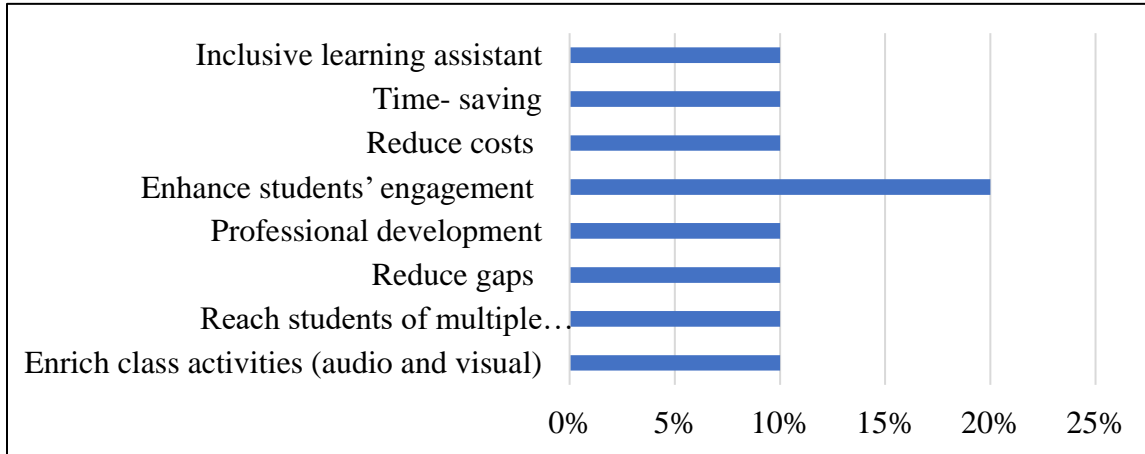 Inclusive learning assistant
Time- saving
Reduce costs
Enhance students’ engagement
Professional development
Reduce gaps
Reach students of multiple…
Enrich class activities (audio and visual)
0% 5% 10% 15% 20% 25%